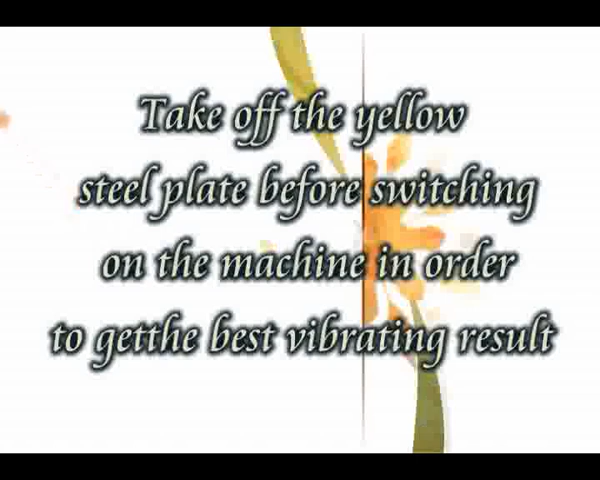 Take off the yellow
steel plate before switching
on the machine in order
to getthe best vibrating result